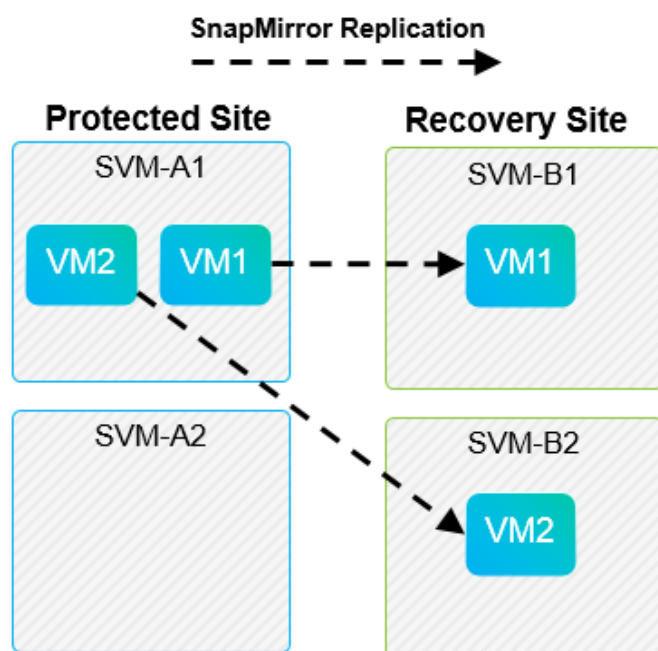 SnapMirror Replication
Protected Site
Recovery Site
SVM-A1
SVM-B1
VM2
VM1
VM1
SVM-A2
SVM-B2
VM2